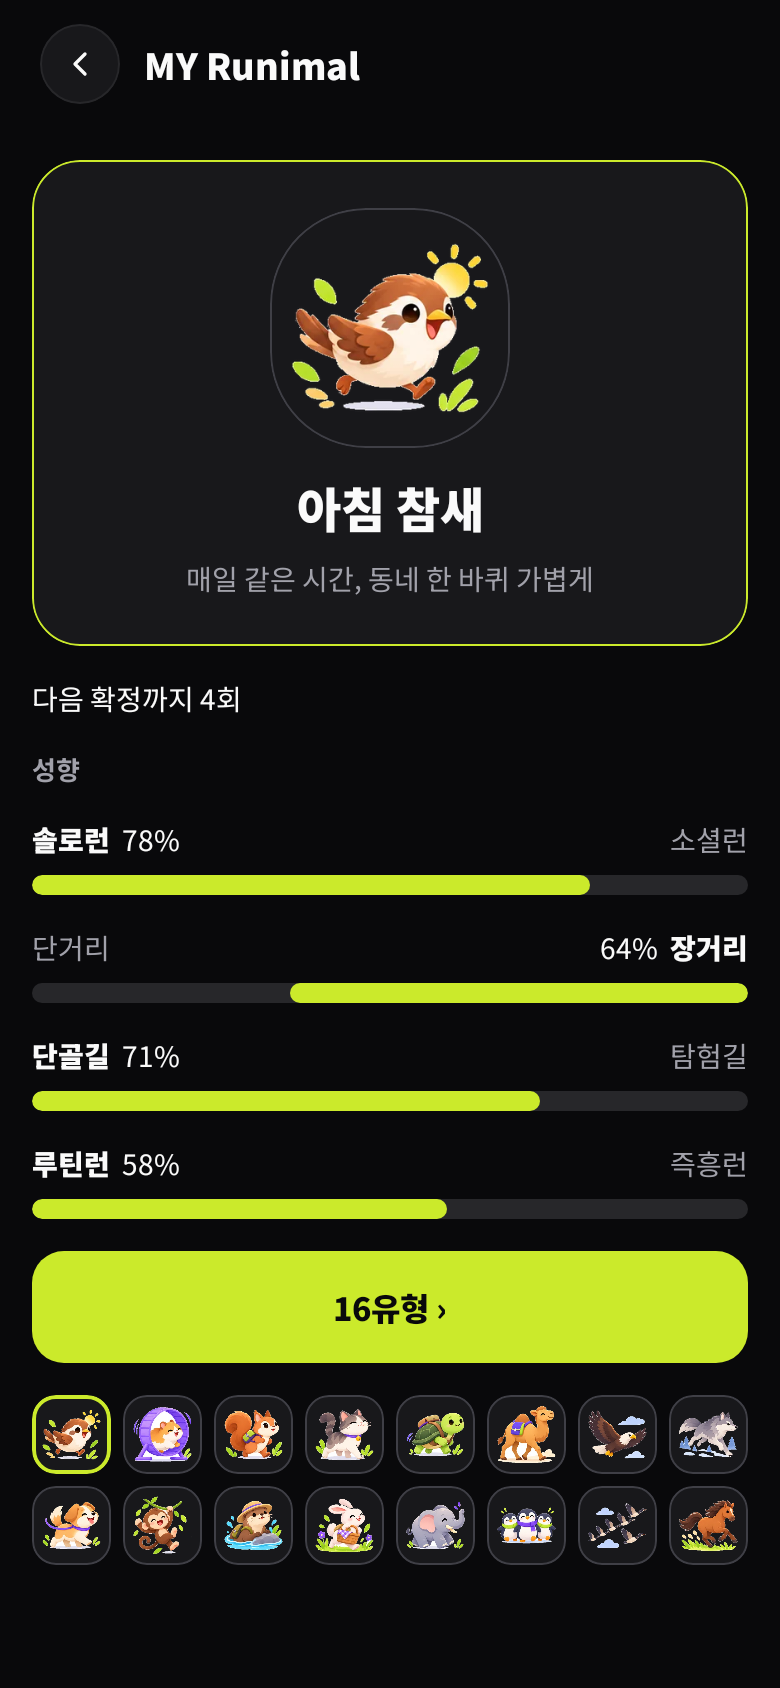 MY Runimal
아침 참새
매일 같은 시간, 동네 한 바퀴 가볍게
다음 확정까지 4회
성향
솔로런 78% 소셜런
단거리 64% 장거리
단골길 71% 탐험길
루틴런 58% 즉흥런
16유형 ›